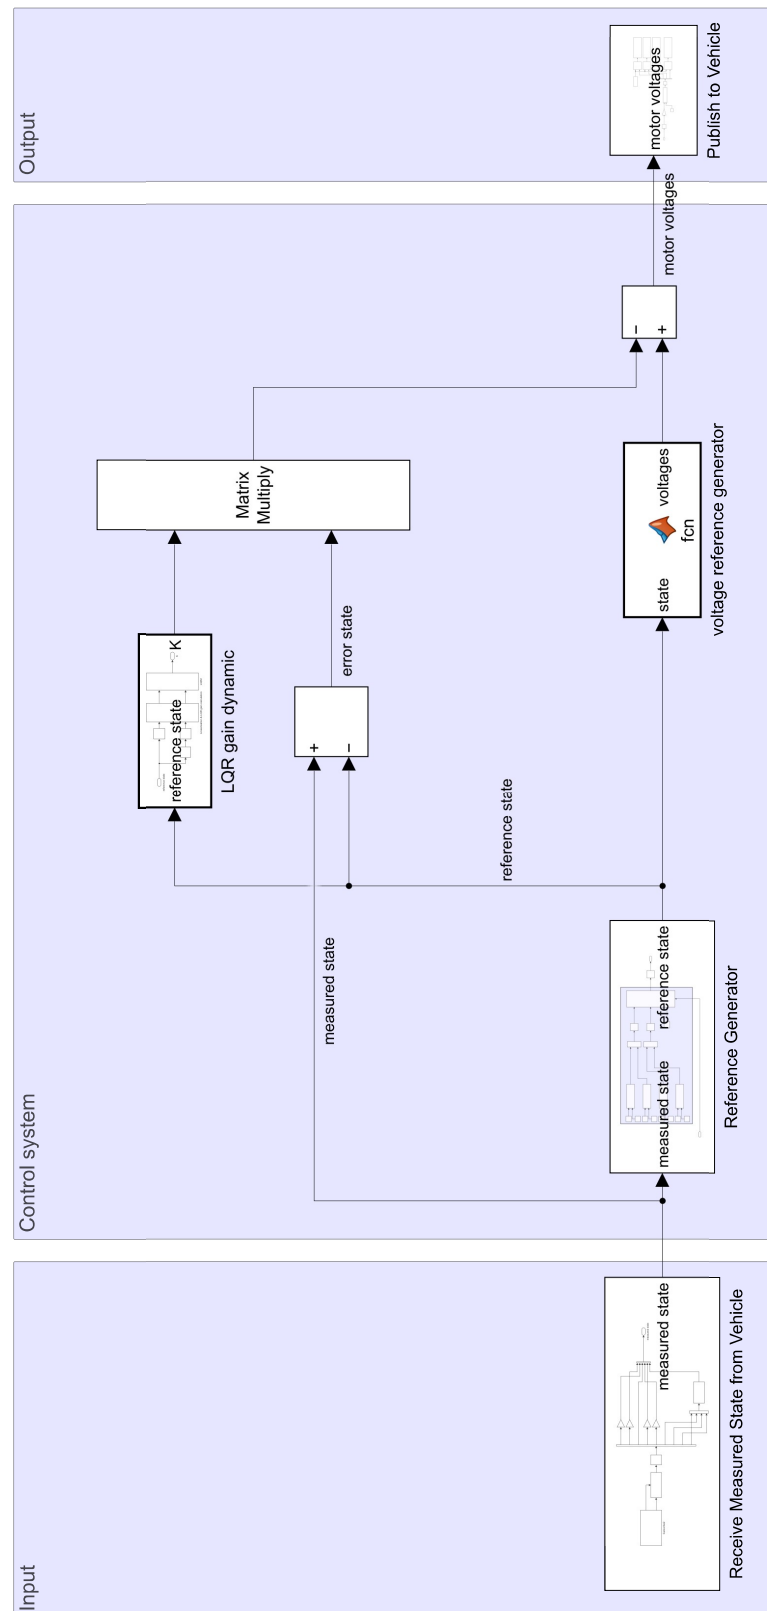 Input
measured state
Receive Measured State from Vehicle
Control system
measured state
reference state
Reference Generator
measured state
reference state
reference state
K
LQR gain dynamic
+
−
error state
Matrix
Multiply
state
voltages
fcn
voltage reference generator
−
+
motor voltages
Output
motor voltages
Publish to Vehicle